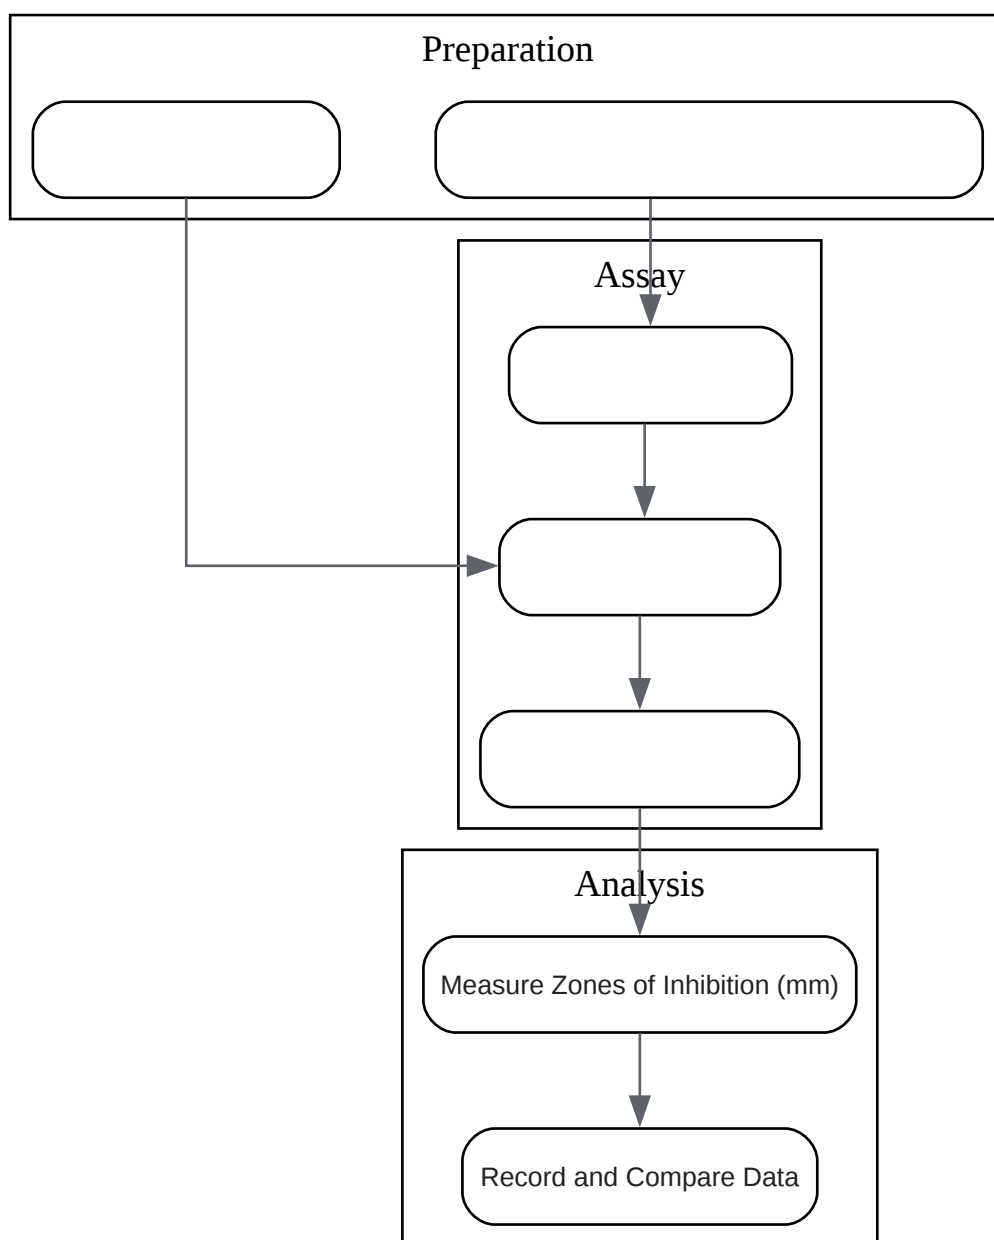 Preparation
Assay
Analysis
Measure Zones of Inhibition (mm)
Record and Compare Data